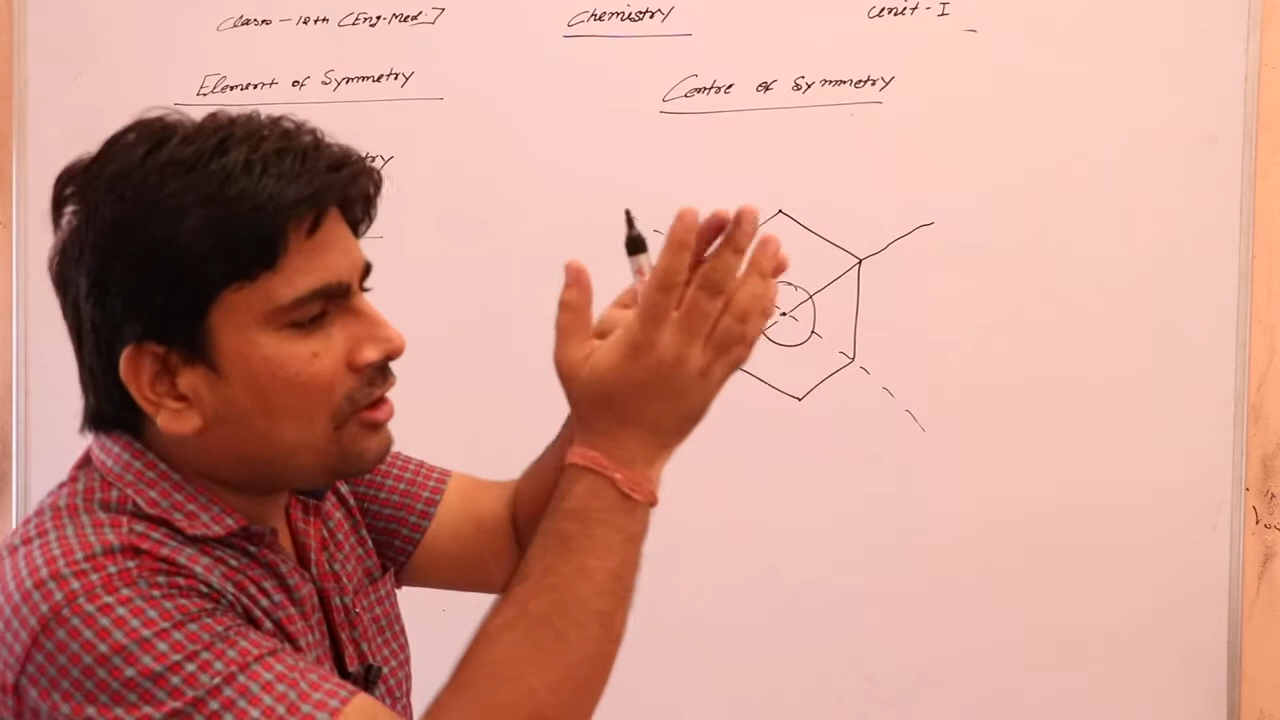 Class - 12th [Eng-Med.]
Chemistry
Unit - I
Element of Symmetry
Centre of Symmetry